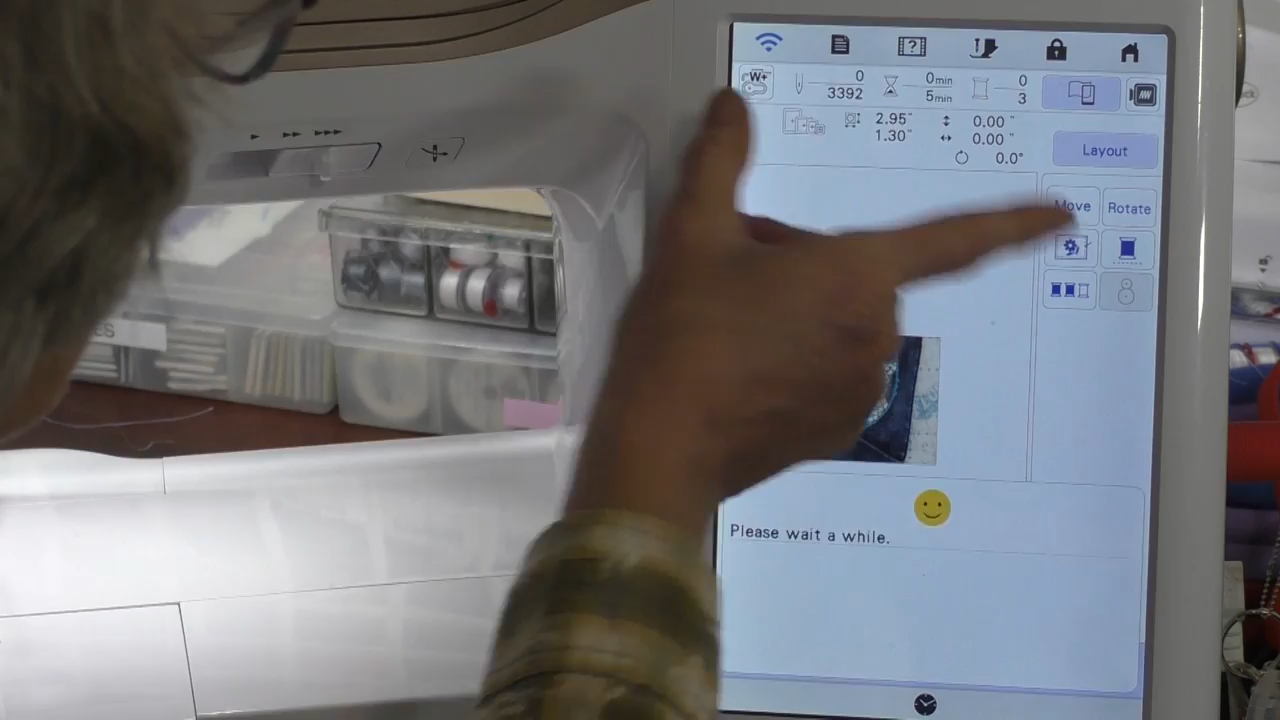 W+
0
3392
0min
5min
0
3
2.95"
1.30"
0.00 "
0.00 "
0.0°
Layout
Move
Rotate
ES
Please wait a while.